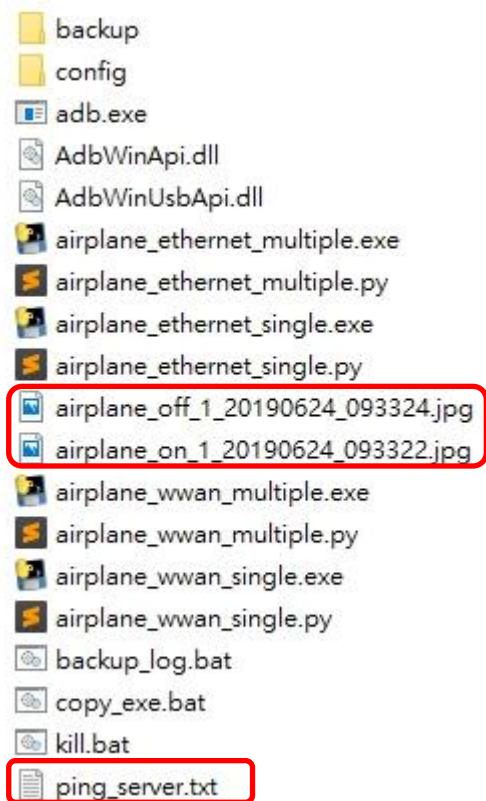 backup
config
adb.exe
AdbWinApi.dll
AdbWinUsbApi.dll
airplane_ethernet_multiple.exe
airplane_ethernet_multiple.py
airplane_ethernet_single.exe
airplane_ethernet_single.py
airplane_off_1_20190624_093324.jpg
airplane_on_1_20190624_093322.jpg
airplane_wwan_multiple.exe
airplane_wwan_multiple.py
airplane_wwan_single.exe
airplane_wwan_single.py
backup_log.bat
copy_exe.bat
kill.bat
ping_server.txt